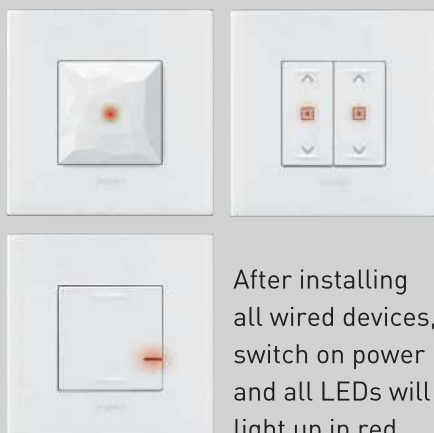 After installing
all wired devices,
switch on power
and all LEDs will
light up in red